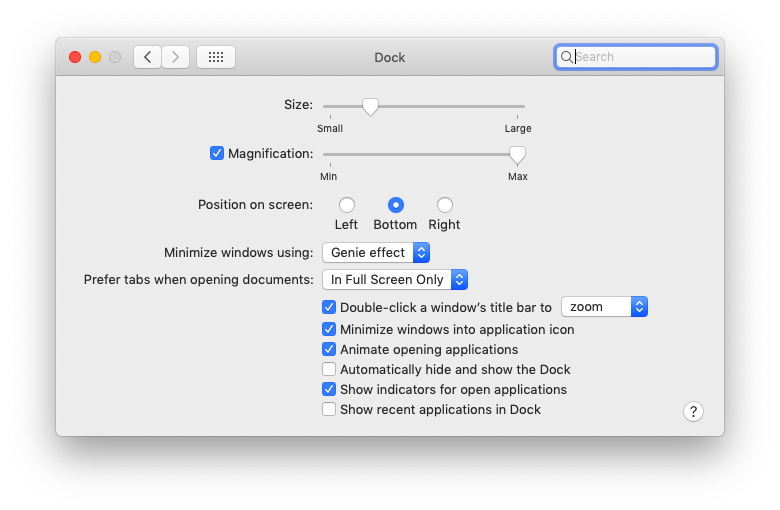 Dock
Search
Size:
Small Large
Magnification:
Min Max
Position on screen:
Left Bottom Right
Minimize windows using: Genie effect
Prefer tabs when opening documents: In Full Screen Only
Double-click a window’s title bar to zoom
Minimize windows into application icon
Animate opening applications
Automatically hide and show the Dock
Show indicators for open applications
Show recent applications in Dock
?